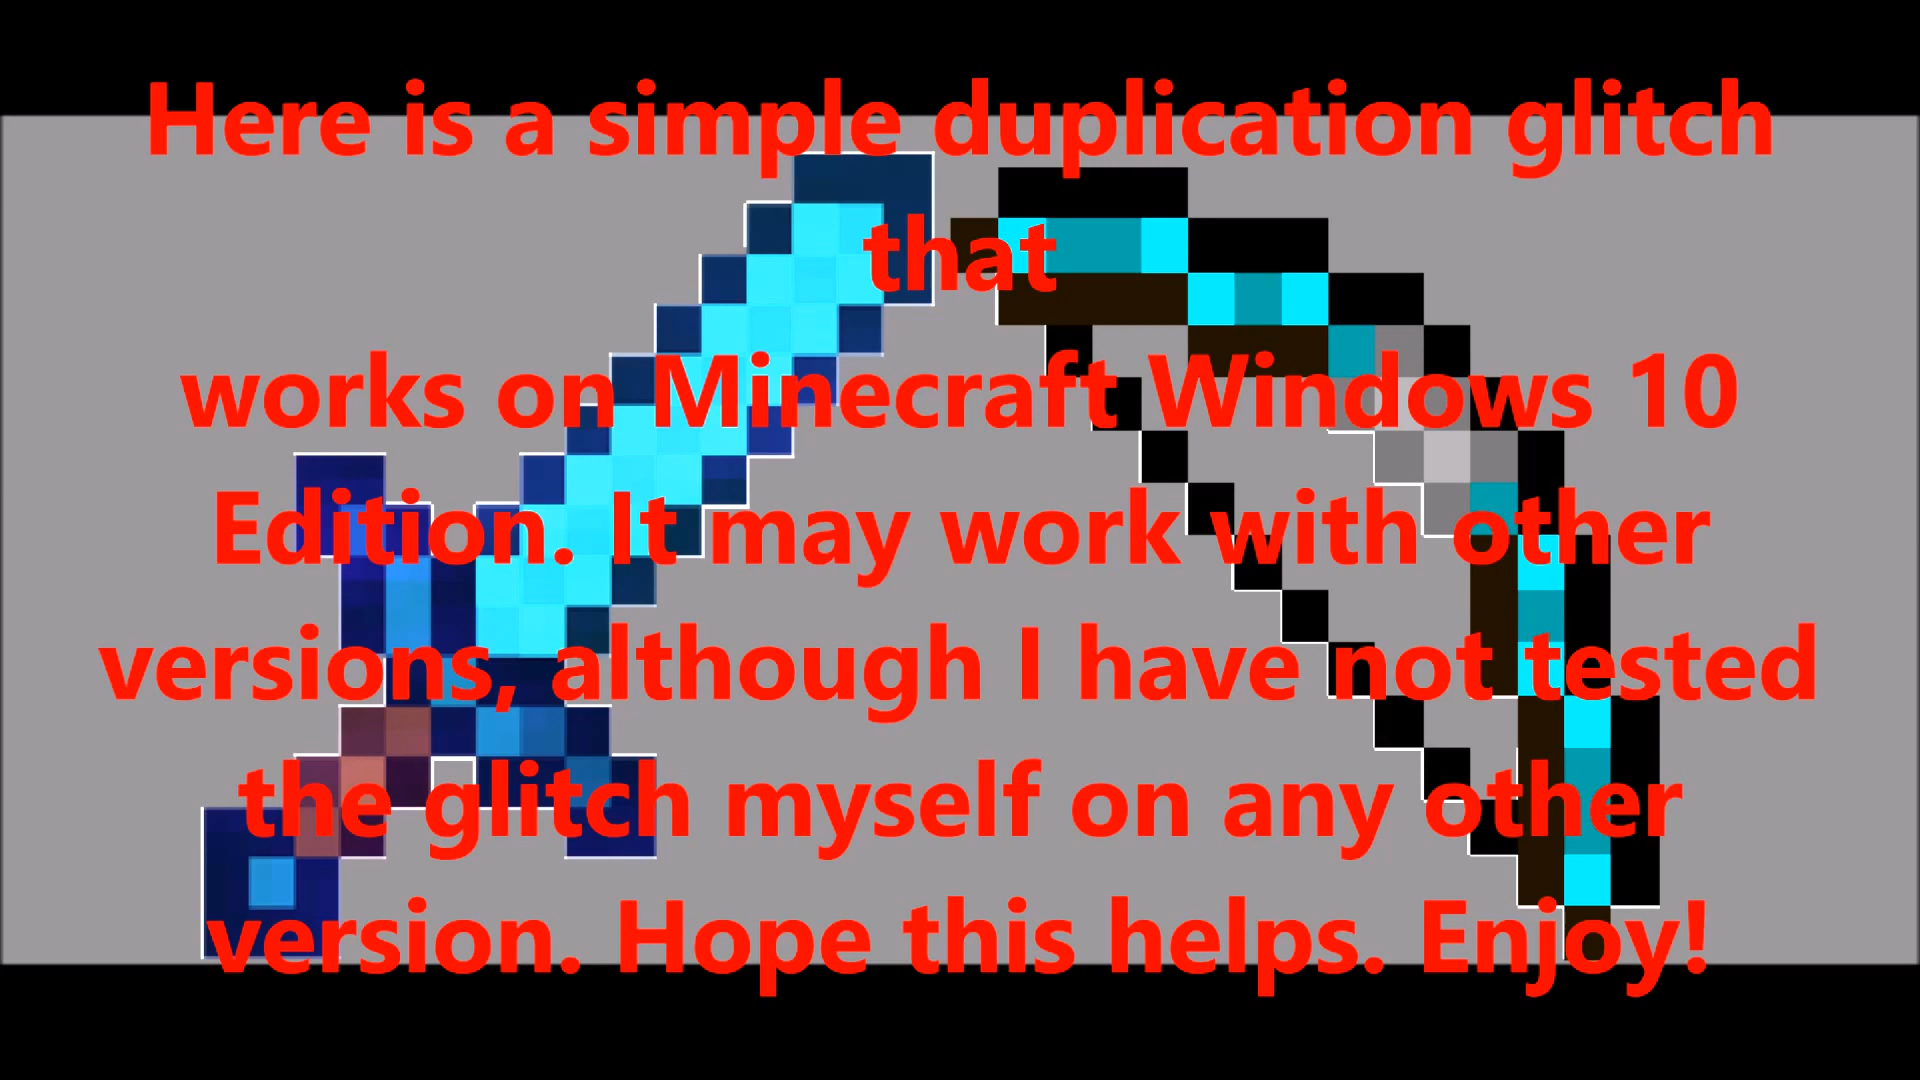 Here is a simple duplication glitch
that
works on Minecraft Windows 10
Edition. It may work with other
versions, although I have not tested
the glitch myself on any other
version. Hope this helps. Enjoy!